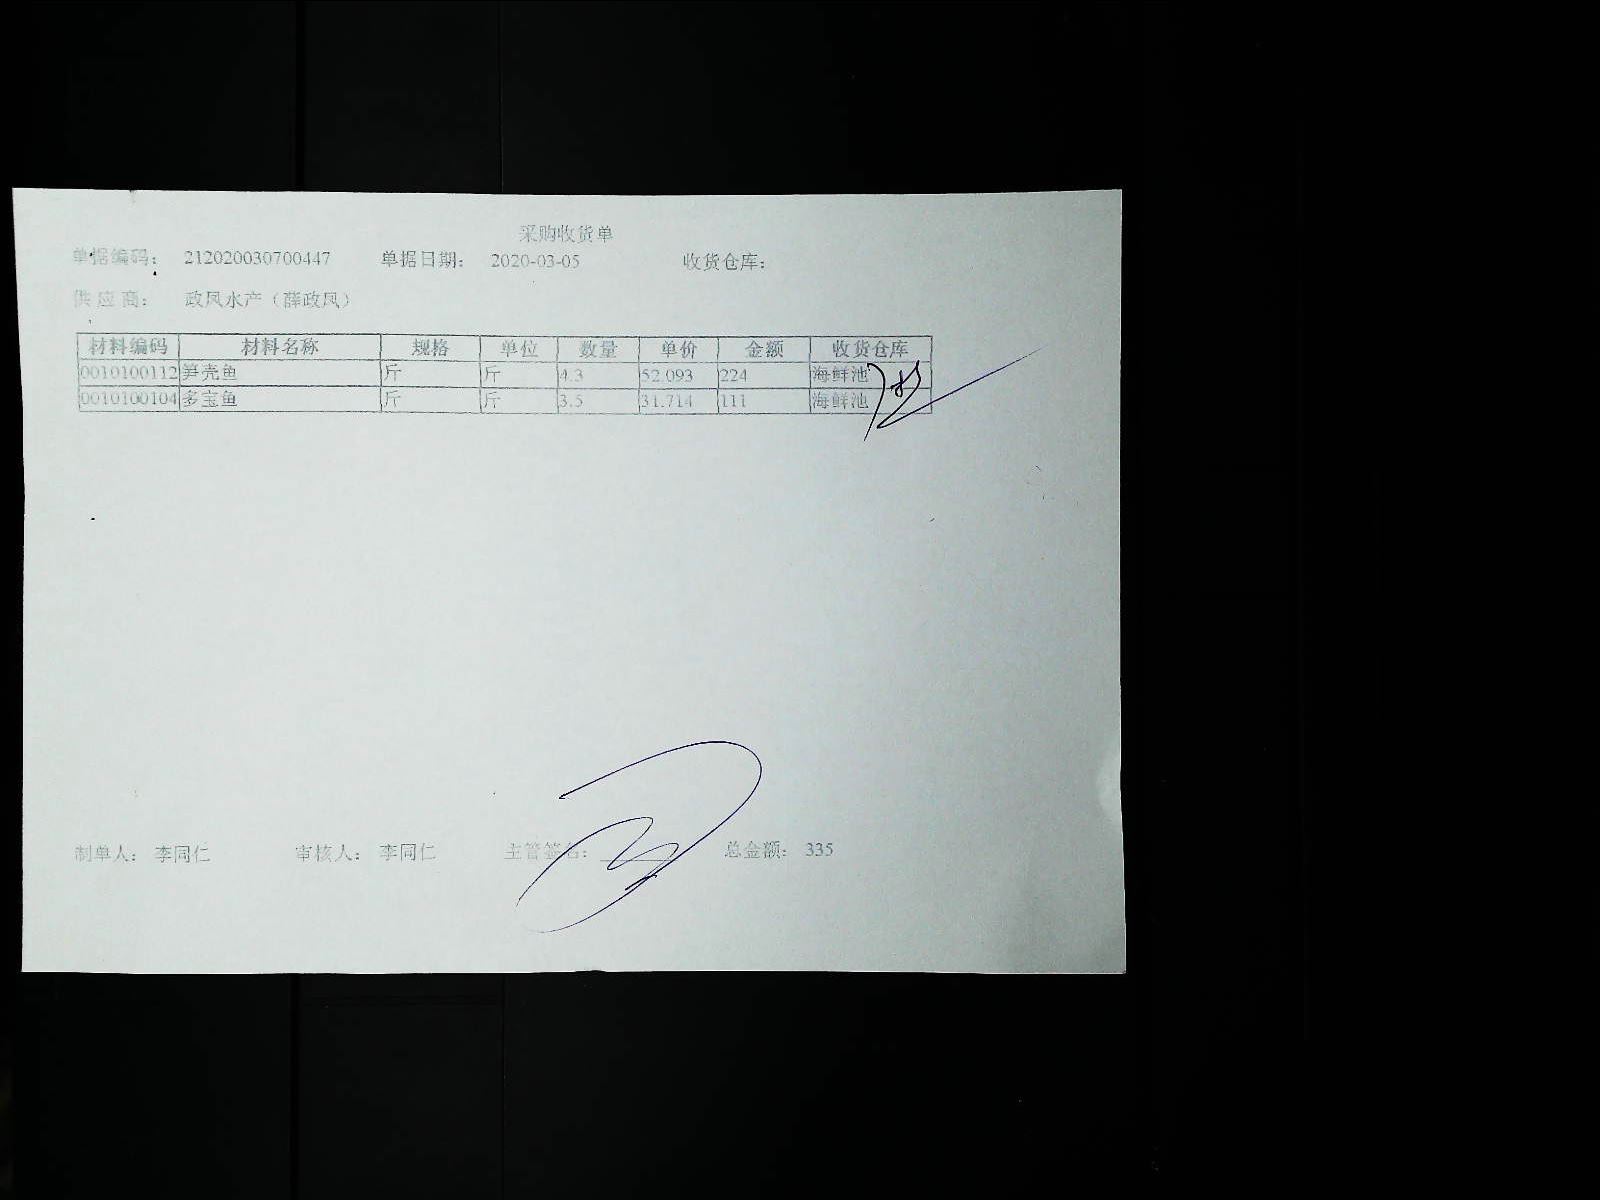 采购收货单
单据编码： 212020030700447 单据日期： 2020-03-05 收货仓库：
供 应 商： 政凤水产（薛政凤）
材料编码 材料名称 规格 单位 数量 单价 金额 收货仓库
0010100112 笋壳鱼 斤 斤 4.3 52.093 224 海鲜池
0010100104 多宝鱼 斤 斤 3.5 31.714 111 海鲜池
制单人： 李同仁 审核人： 李同仁 主管签名： 总金额： 335